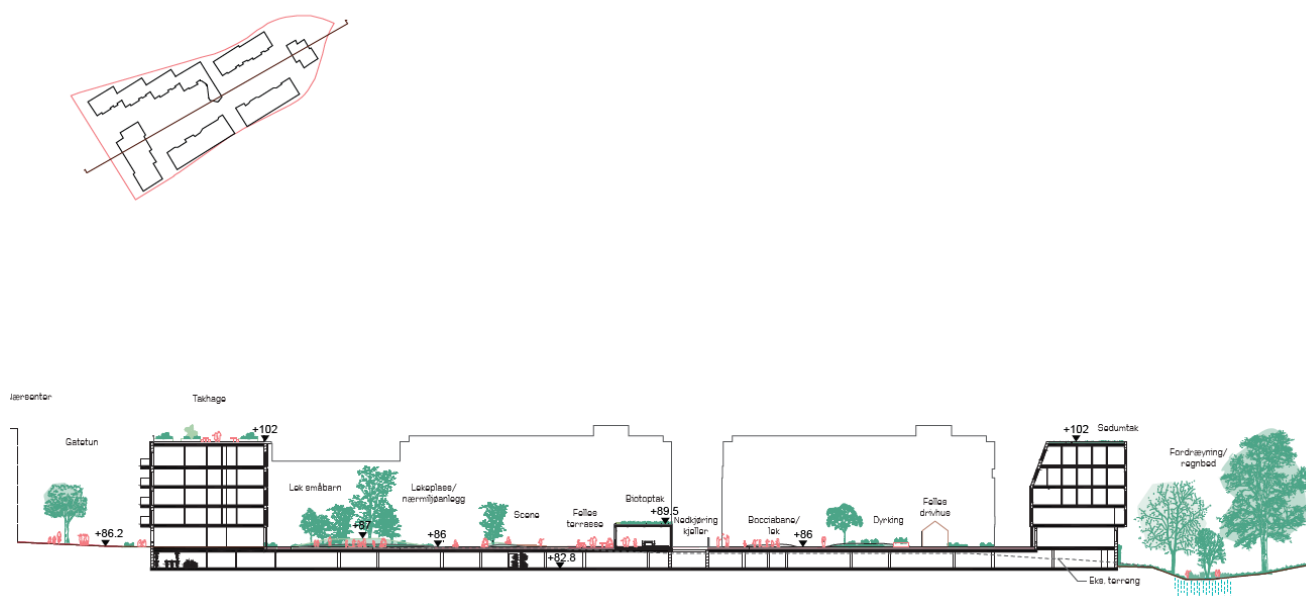 Nærsenter
Takhage
Gatetun
+102
+102
Sedumtak
Fordrøyning/
regnbed
Lek småbarn
Lekeplass/
nærmiljøanlegg
Scene
Felles
terrasse
Biotoptak
+89.5
Nedkjøring
kjeller
Bocciabane/
lek
Dyrking
Felles
drivhus
+86.2
+87
+86
+86
+82.8
Eks. terreng